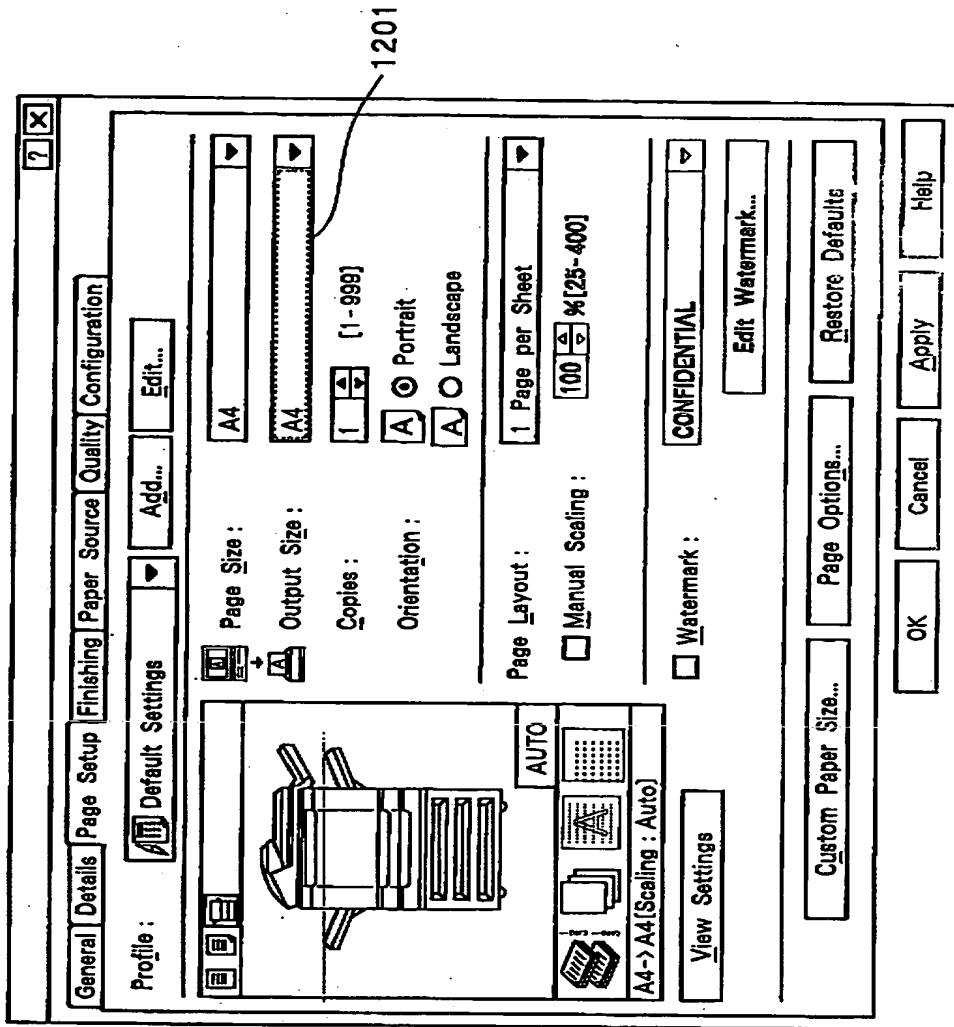 ? X
General Details Page Setup Finishing Paper Source Quality Configuration
Profile : Default Settings Add... Edit...
Page Size : A4
Output Size : A4
1201
Copies : 1 [1-999]
Orientation : A Portrait
A Landscape
AUTO
A4->A4[Scaling : Auto]
View Settings
Page Layout : 1 Page per Sheet
Manual Scaling : 100 %[25-400]
Watermark : CONFIDENTIAL
Edit Watermark...
Custom Paper Size... Page Options... Restore Defaults
OK Cancel Apply Help